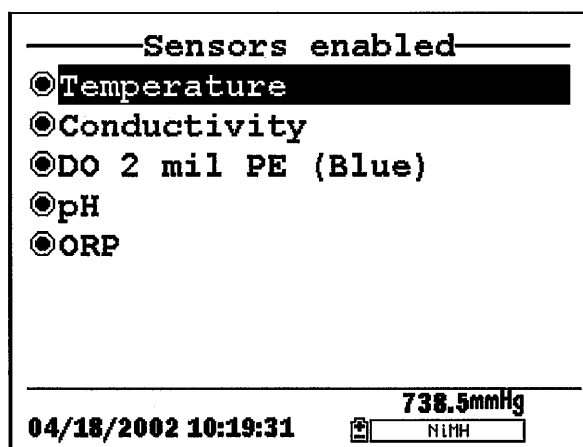 Sensors enabled
Temperature
Conductivity
DO 2 mil PE (Blue)
pH
ORP
738.5mmHg
04/18/2002 10:19:31
NiMH